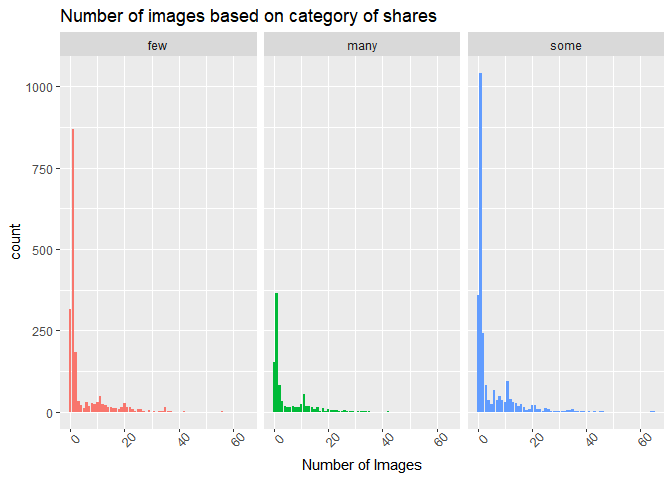 Number of images based on category of shares
few many some
1000
750
500
250
0
count
0 20 40 60 0 20 40 60 0 20 40 60
Number of Images